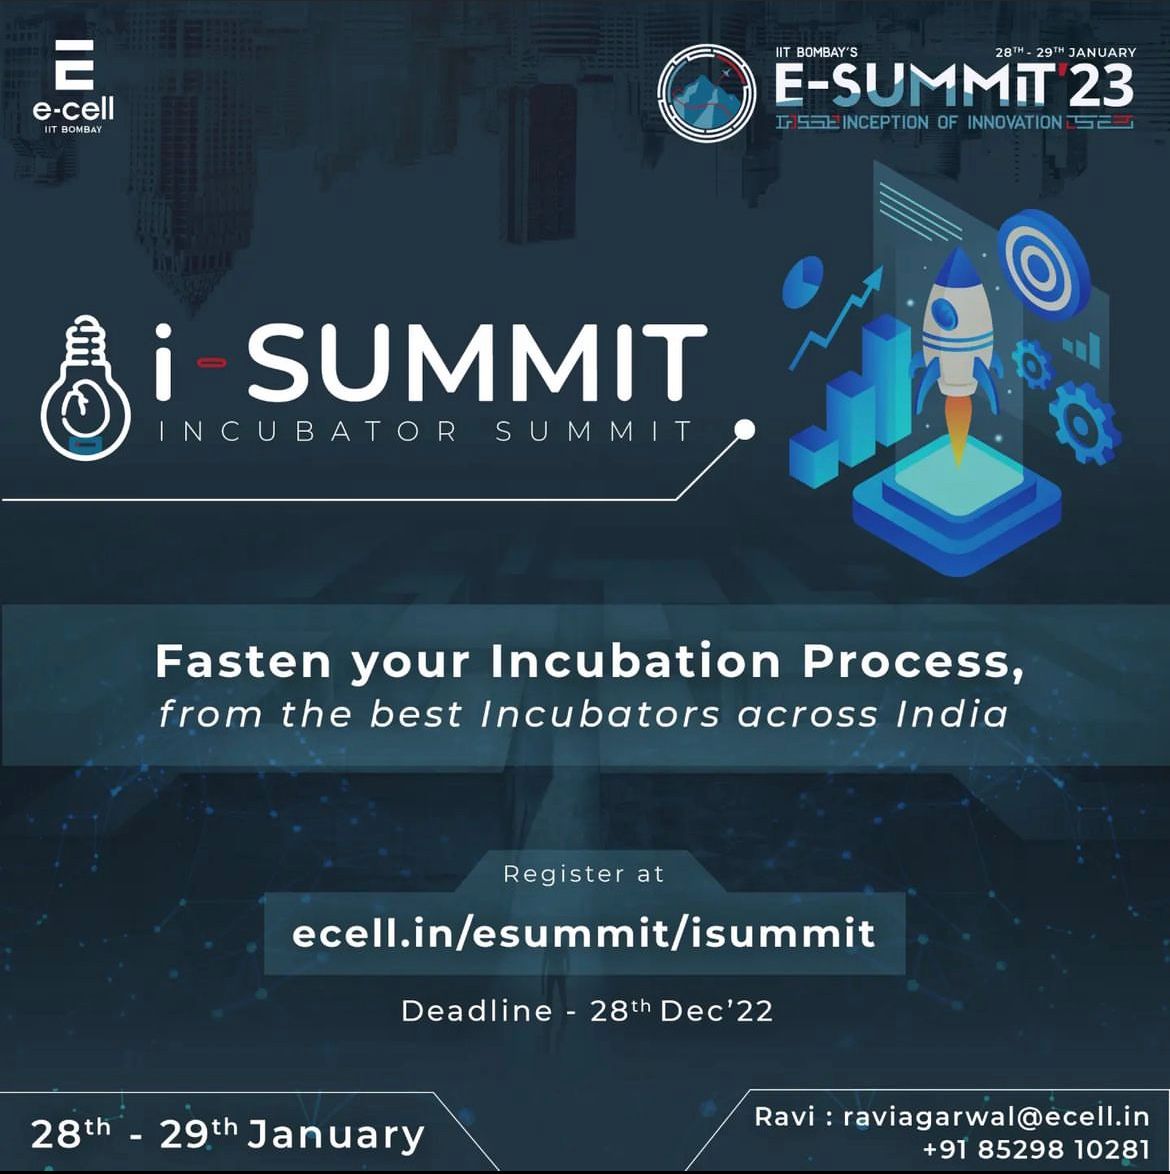 e-cell
IIT BOMBAY
IIT BOMBAY'S
28TH - 29TH JANUARY
E-SUMMIT'23
INCEPTION OF INNOVATION
i-SUMMIT
INCUBATOR SUMMIT
Fasten your Incubation Process,
from the best Incubators across India
Register at
ecell.in/esummit/isummit
Deadline - 28th Dec'22
28th - 29th January
Ravi : raviagarwal@ecell.in
+91 85298 10281